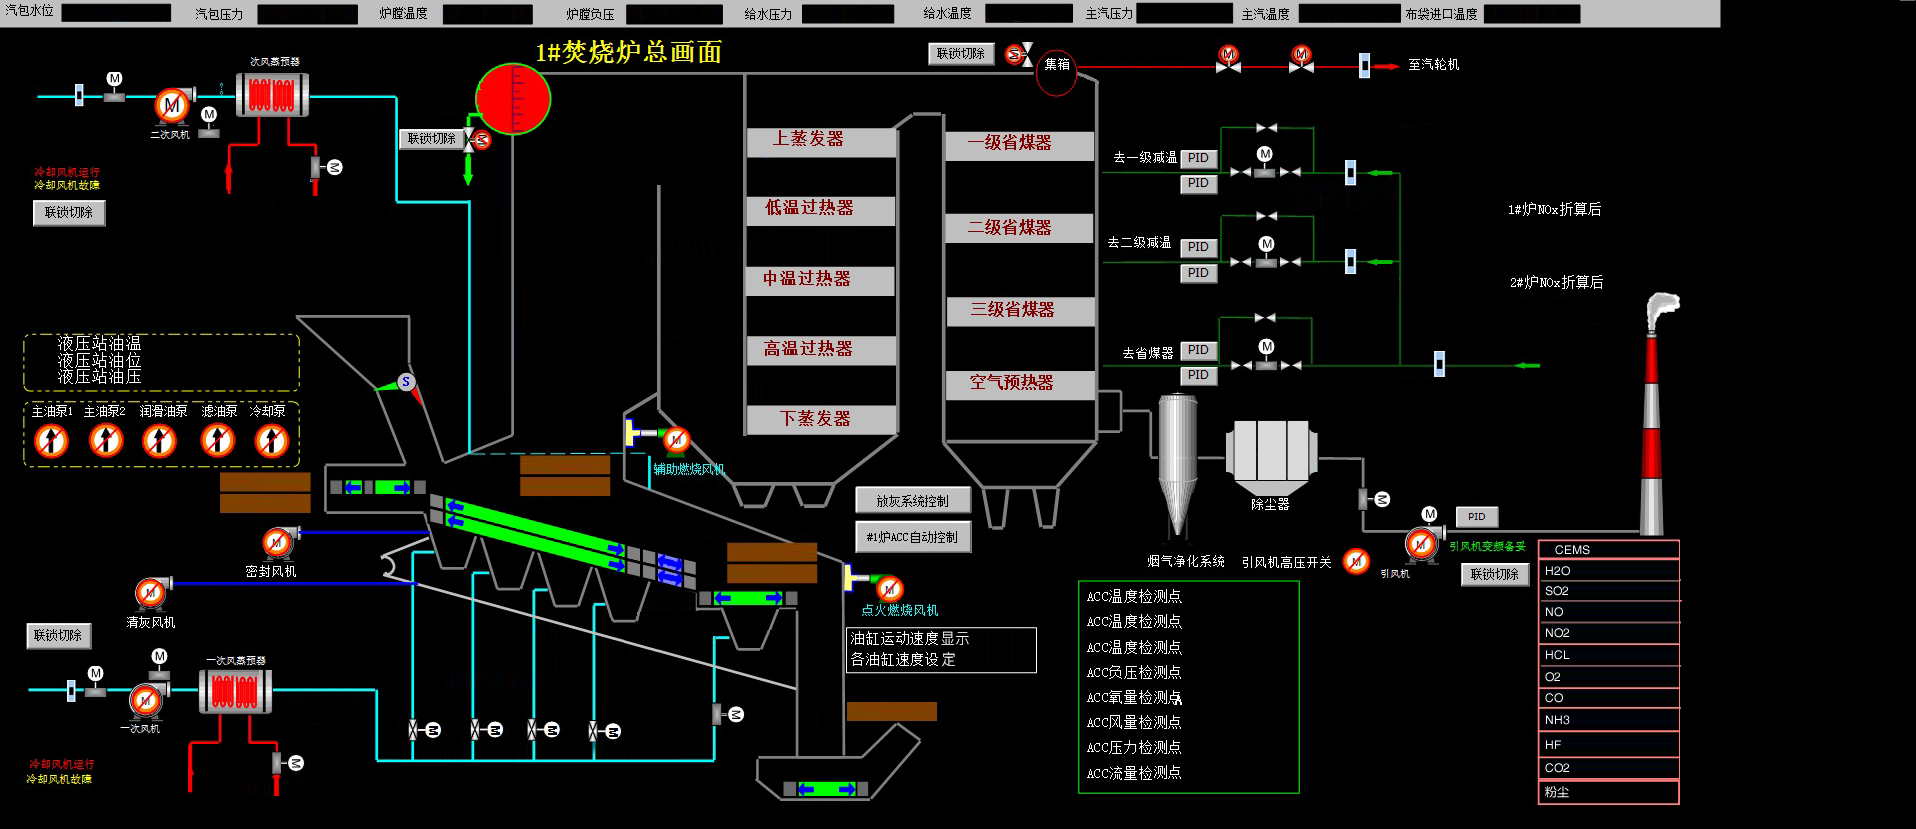 汽包水位 汽包压力 炉膛温度 炉膛负压 给水压力 给水温度 主汽压力 主汽温度 布袋进口温度
1#焚烧炉总画面
联锁切除
集箱
M
M
M
至汽轮机
次风蒸预器
M
M
M
二次风机
M
联锁切除
M
冷却风机运行
冷却风机故障
联锁切除
上蒸发器
低温过热器
中温过热器
高温过热器
下蒸发器
一级省煤器
二级省煤器
三级省煤器
空气预热器
去一级减温
PID
PID
M
去二级减温
PID
PID
M
去省煤器
PID
PID
M
1#炉NOx折算后
2#炉NOx折算后
液压站油温
液压站油位
液压站油压
S
主油泵1 主油泵2 润滑油泵 滤油泵 冷却泵
M
辅助燃烧风机
放灰系统控制
#1炉ACC自动控制
除尘器
M
烟气净化系统
引风机高压开关
M
M
M
PID
引风机变频备妥
引风机
联锁切除
M
密封风机
M
清灰风机
M
点火燃烧风机
油缸运动速度显示
各油缸速度设定
联锁切除
M
M
一次风蒸预器
M
一次风机
冷却风机运行
冷却风机故障
M
M
M
M
M
M
ACC温度检测点
ACC温度检测点
ACC温度检测点
ACC负压检测点
ACC氧量检测点
ACC风量检测点
ACC压力检测点
ACC流量检测点
CEMS
H2O
SO2
NO
NO2
HCL
O2
CO
NH3
HF
CO2
粉尘